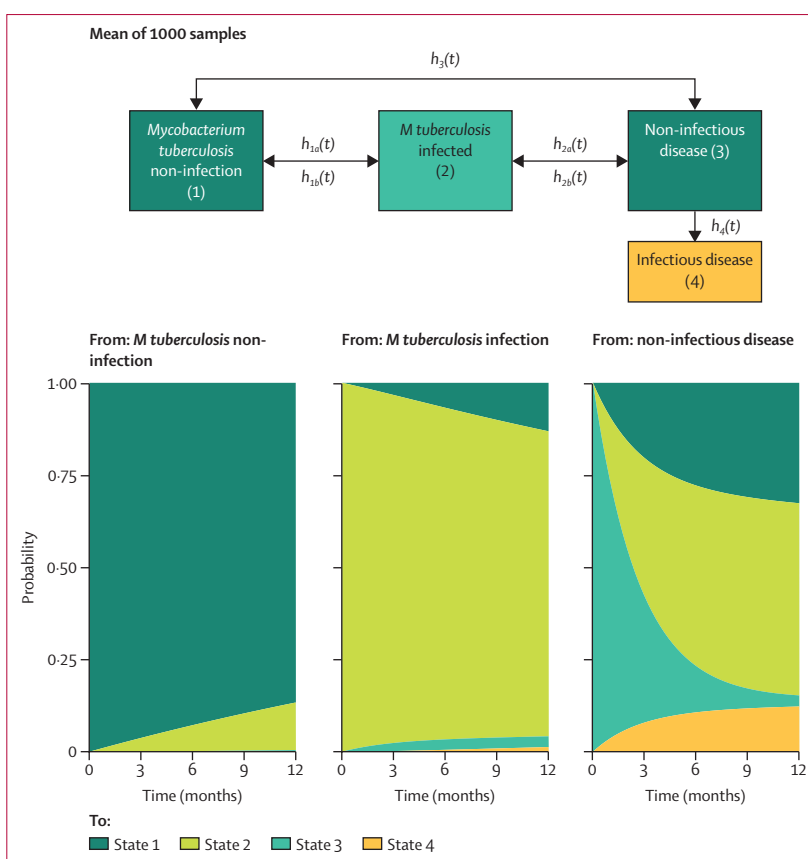 Mean of 1000 samples
h3(t)
Mycobacterium
tuberculosis
non-infection
(1)
h1a(t)
h1b(t)
M tuberculosis
infected
(2)
h2a(t)
h2b(t)
Non-infectious
disease (3)
h4(t)
Infectious disease
(4)
From: M tuberculosis non-
infection
From: M tuberculosis infection
From: non-infectious disease
Probability
1·00
0·75
0·50
0·25
0
0 3 6 9 12
Time (months)
0 3 6 9 12
Time (months)
0 3 6 9 12
Time (months)
To:
State 1 State 2 State 3 State 4